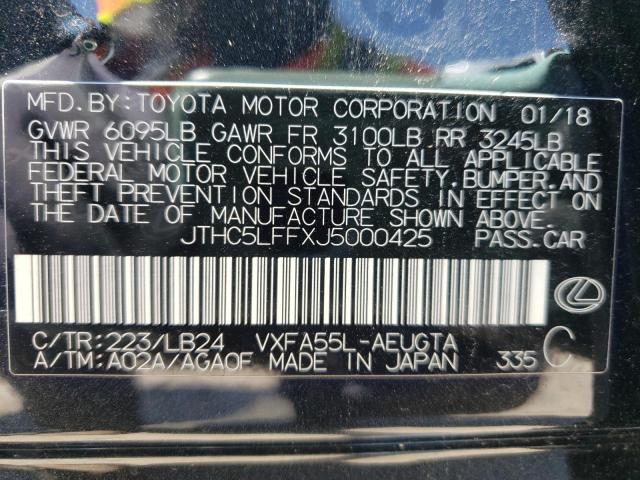 MFD. BY: TOYOTA MOTOR CORPORATION 01/18
GVWR 6095LB GAWR FR 3100LB RR 3245LB
THIS VEHICLE CONFORMS TO ALL APPLICABLE
FEDERAL MOTOR VEHICLE SAFETY, BUMPER, AND
THEFT PREVENTION STANDARDS IN EFFECT ON
THE DATE OF MANUFACTURE SHOWN ABOVE.
JTHC5LFFXJ5000425 PASS. CAR
C/TR: 223/LB24 VXFA55L-AEUGTA
A/TM: A02A/AGA0F MADE IN JAPAN 335 C